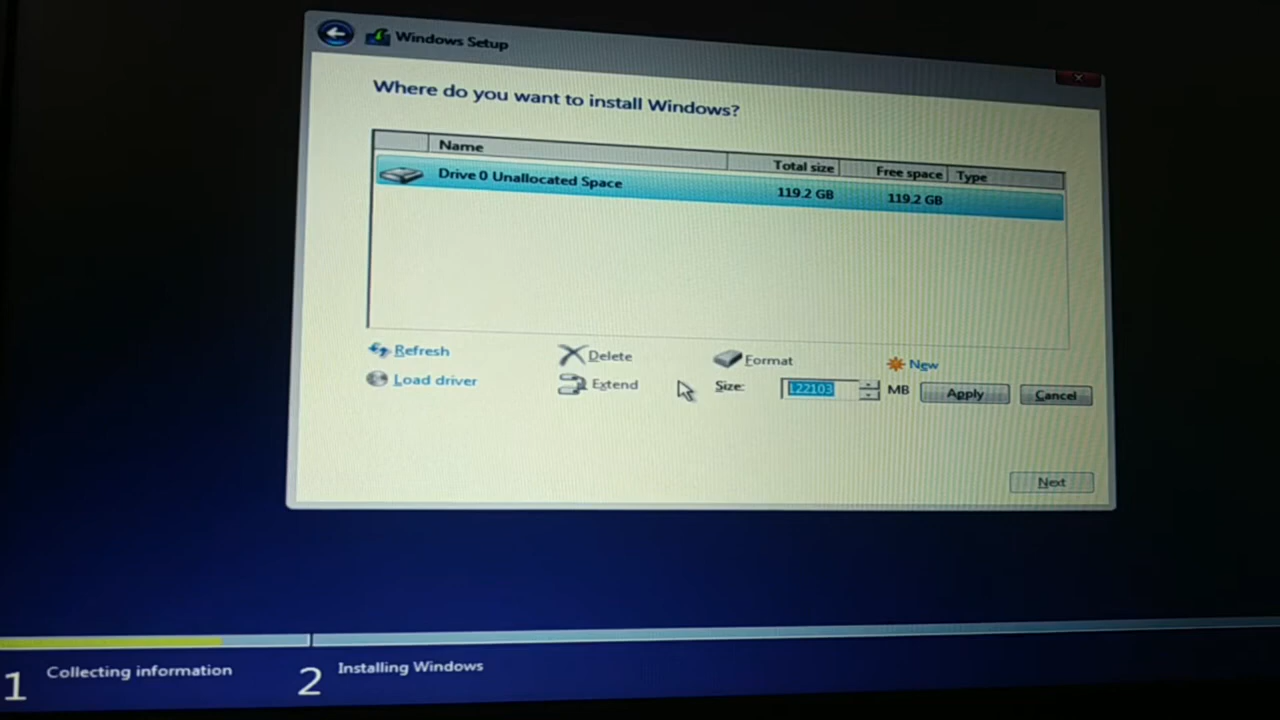 Windows Setup
Where do you want to install Windows?
Name Total size Free space Type
Drive 0 Unallocated Space 119.2 GB 119.2 GB
Refresh Delete Format New
Load driver Extend Size: 122103 MB Apply Cancel
Next
1 Collecting information 2 Installing Windows